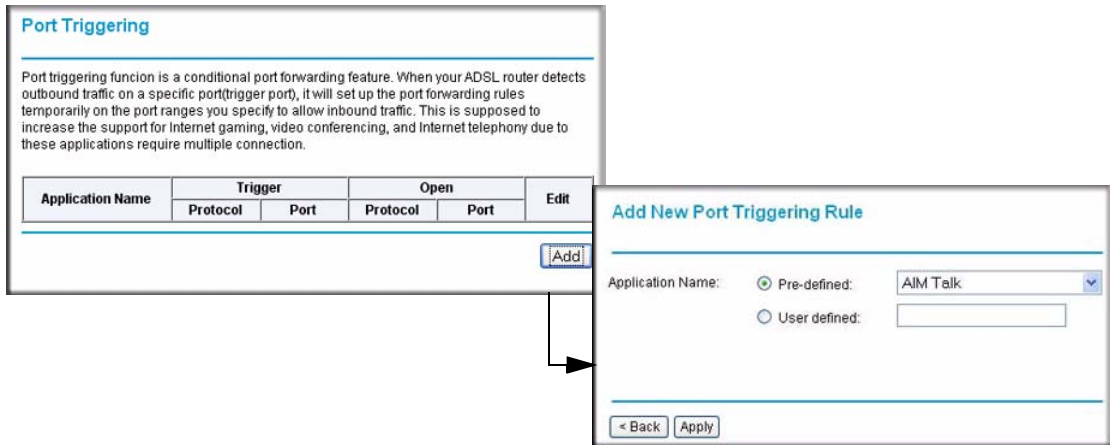 Port Triggering
Port triggering funcion is a conditional port forwarding feature. When your ADSL router detects
outbound traffic on a specific port(trigger port), it will set up the port forwarding rules
temporarily on the port ranges you specify to allow inbound traffic. This is supposed to
increase the support for Internet gaming, video conferencing, and Internet telephony due to
these applications require multiple connection.
Application Name Trigger Open Edit
Protocol Port Protocol Port
Add
Add New Port Triggering Rule
Application Name: Pre-defined: AIM Talk
User defined:
< Back Apply